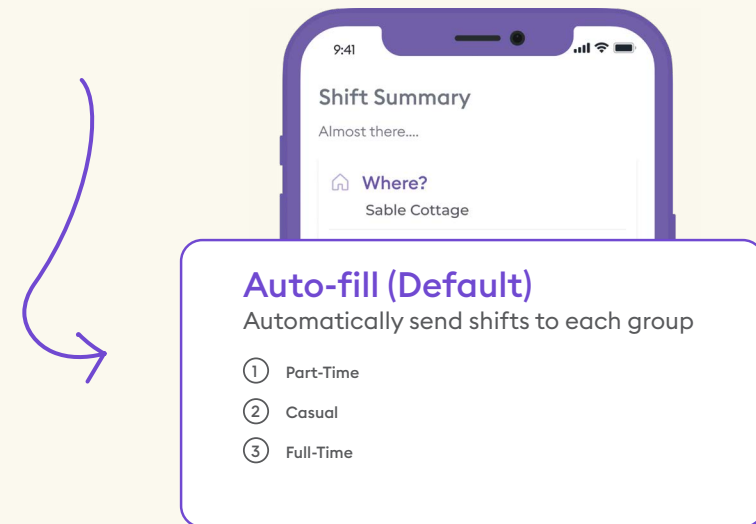 9:41
Shift Summary
Almost there....
Where?
Sable Cottage
Auto-fill (Default)
Automatically send shifts to each group
1 Part-Time
2 Casual
3 Full-Time